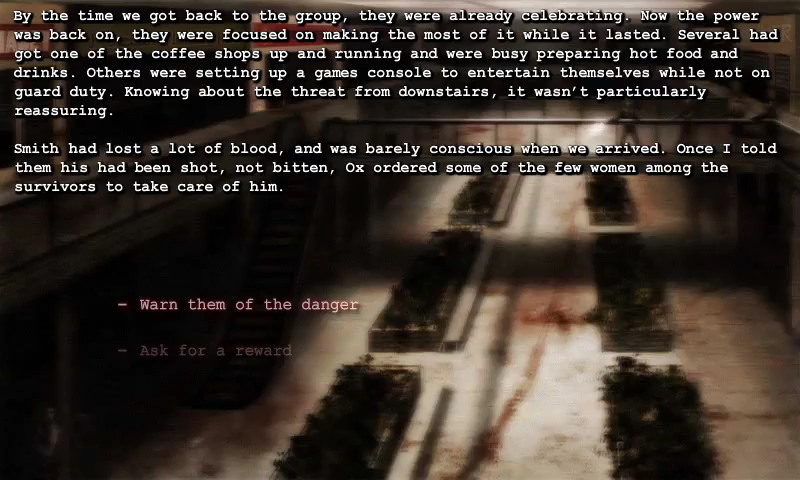 By the time we got back to the group, they were already celebrating. Now the power
was back on, they were focused on making the most of it while it lasted. Several had
got one of the coffee shops up and running and were busy preparing hot food and
drinks. Others were setting up a games console to entertain themselves while not on
guard duty. Knowing about the threat from downstairs, it wasn't particularly
reassuring.
Smith had lost a lot of blood, and was barely conscious when we arrived. Once I told
them his had been shot, not bitten, Ox ordered some of the few women among the
survivors to take care of him.
- Warn them of the danger
- Ask for a reward